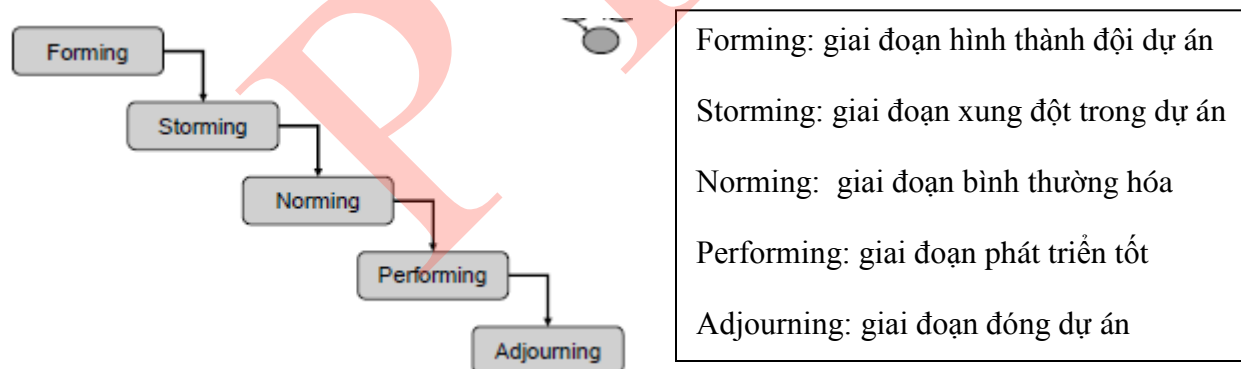 Forming
Storming
Norming
Performing
Adjourning
Forming: giai đoạn hình thành đội dự án
Storming: giai đoạn xung đột trong dự án
Norming: giai đoạn bình thường hóa
Performing: giai đoạn phát triển tốt
Adjourning: giai đoạn đóng dự án